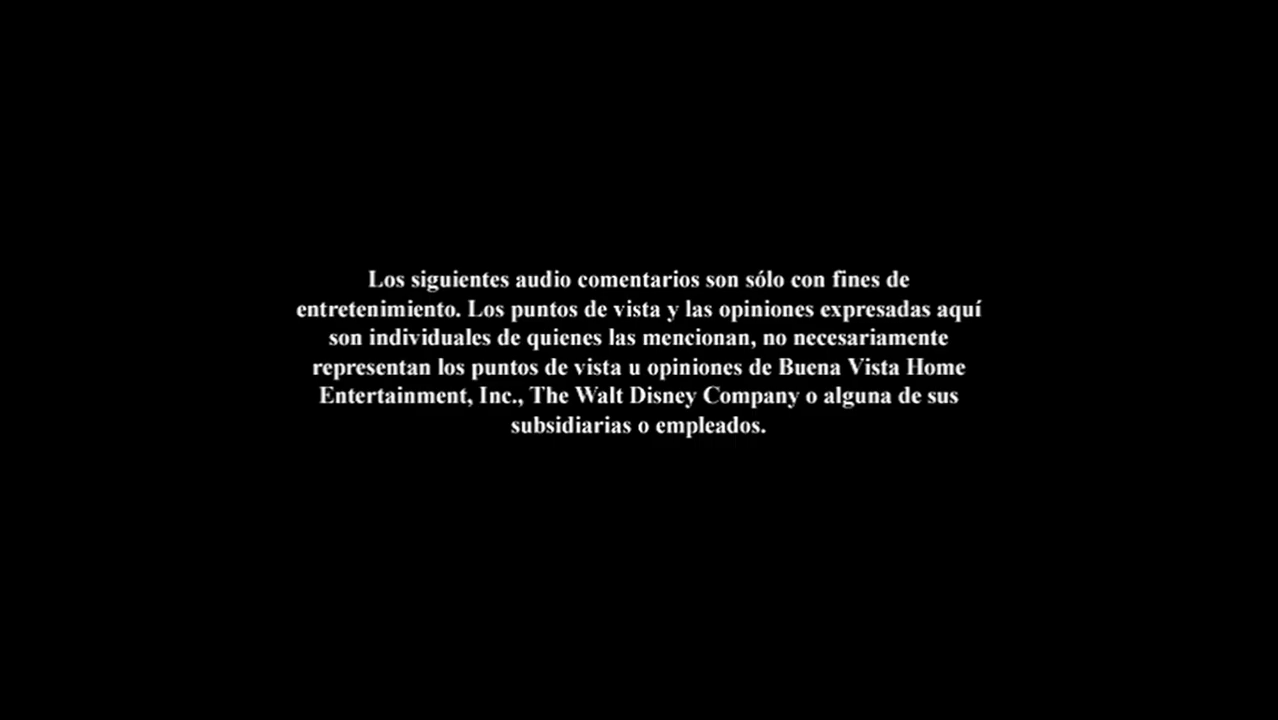 Los siguientes audio comentarios son sólo con fines de
entretenimiento. Los puntos de vista y las opiniones expresadas aquí
son individuales de quienes las mencionan, no necesariamente
representan los puntos de vista u opiniones de Buena Vista Home
Entertainment, Inc., The Walt Disney Company o alguna de sus
subsidiarias o empleados.